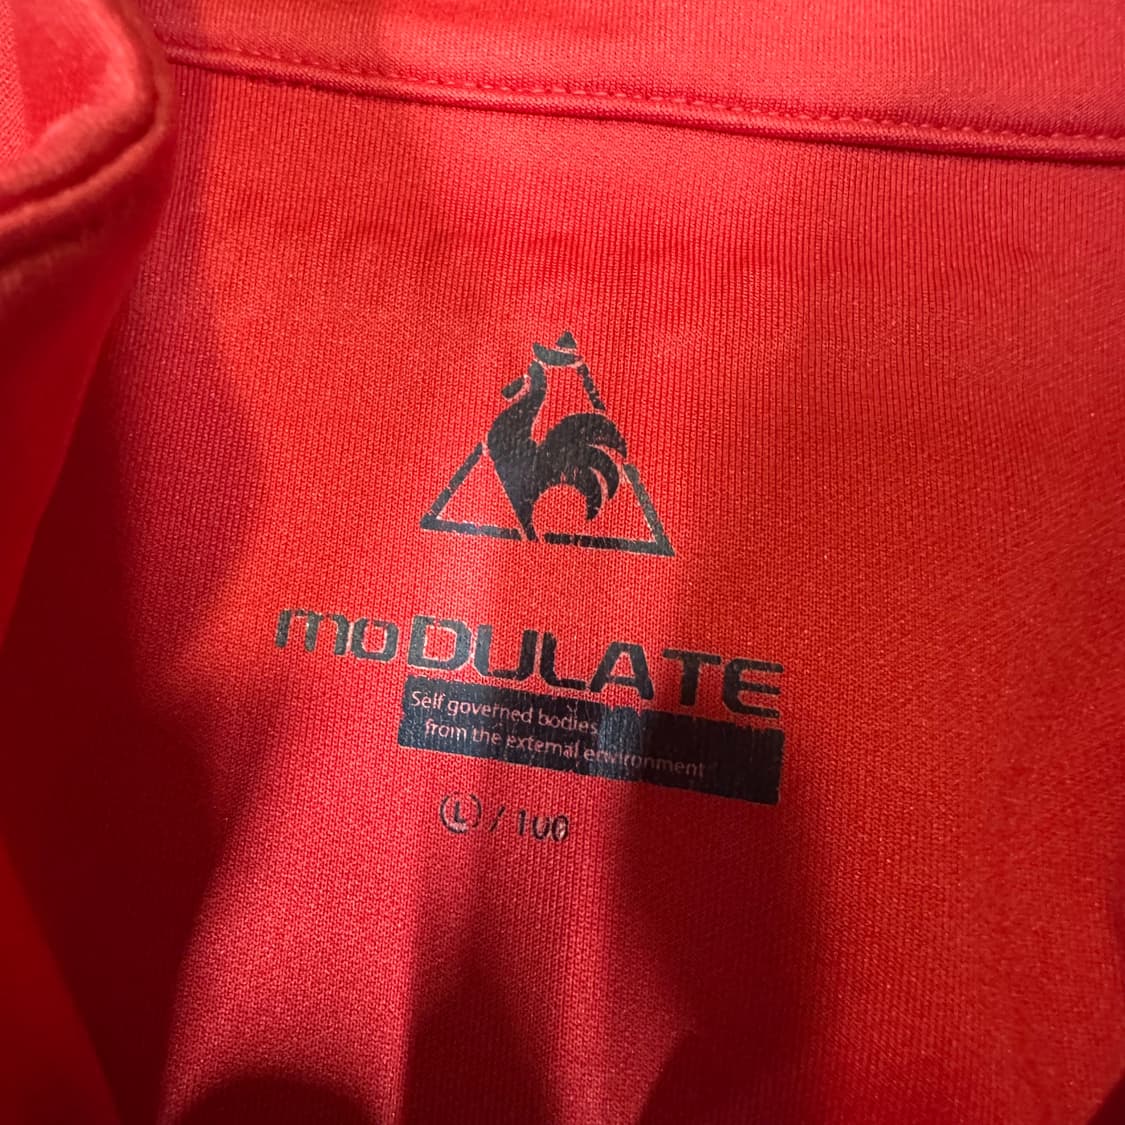 moDULATE
Self governed bodies
from the external environment
L / 100